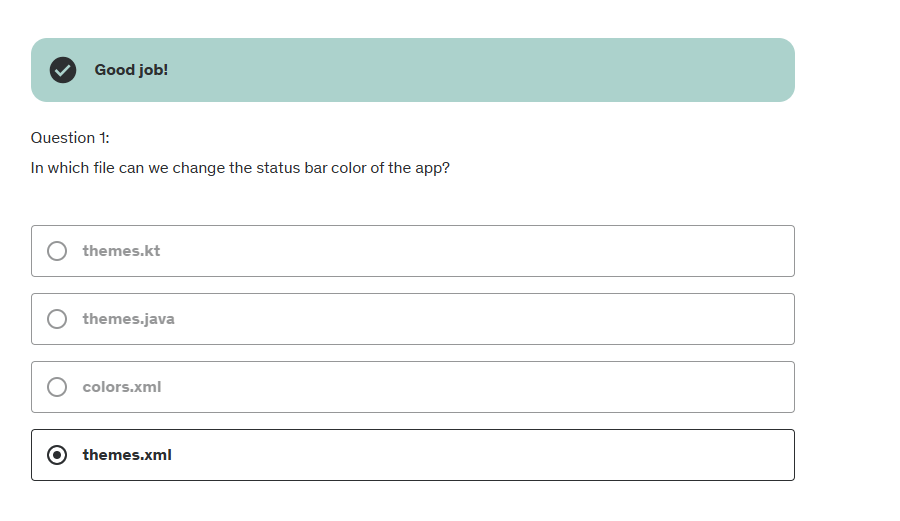 Good job!
Question 1:
In which file can we change the status bar color of the app?
themes.kt
themes.java
colors.xml
themes.xml